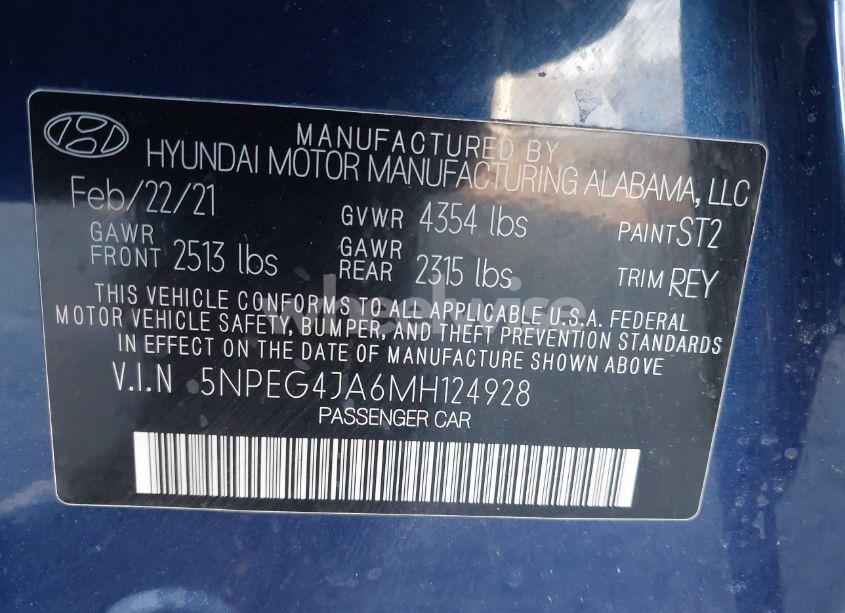 MANUFACTURED BY
HYUNDAI MOTOR MANUFACTURING ALABAMA, LLC
Feb/22/21 GVWR 4354 lbs PAINT ST2
GAWR FRONT 2513 lbs GAWR REAR 2315 lbs TRIM REY
THIS VEHICLE CONFORMS TO ALL APPLICABLE U.S.A. FEDERAL
MOTOR VEHICLE SAFETY, BUMPER, AND THEFT PREVENTION STANDARDS
IN EFFECT ON THE DATE OF MANUFACTURE SHOWN ABOVE
V.I.N 5NPEG4JA6MH124928
PASSENGER CAR